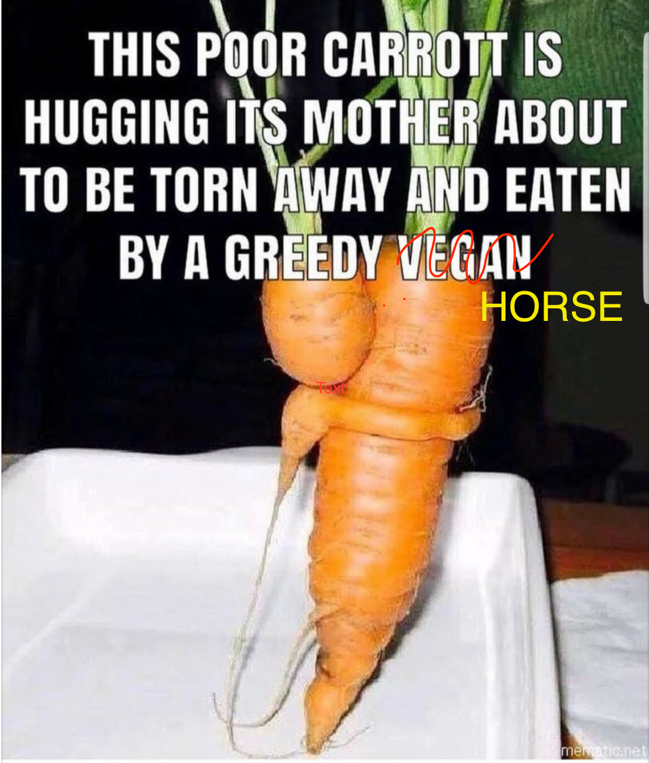 THIS POOR CARROTT IS
HUGGING ITS MOTHER ABOUT
TO BE TORN AWAY AND EATEN
BY A GREEDY VEGAN
HORSE
Text
mematic.net